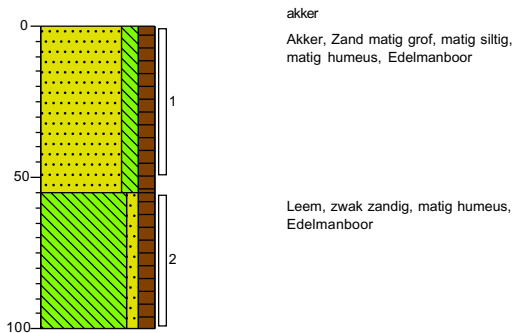 akker
0
Akker, Zand matig grof, matig siltig,
matig humeus, Edelmanboor
1
50
Leem, zwak zandig, matig humeus,
Edelmanboor
2
100